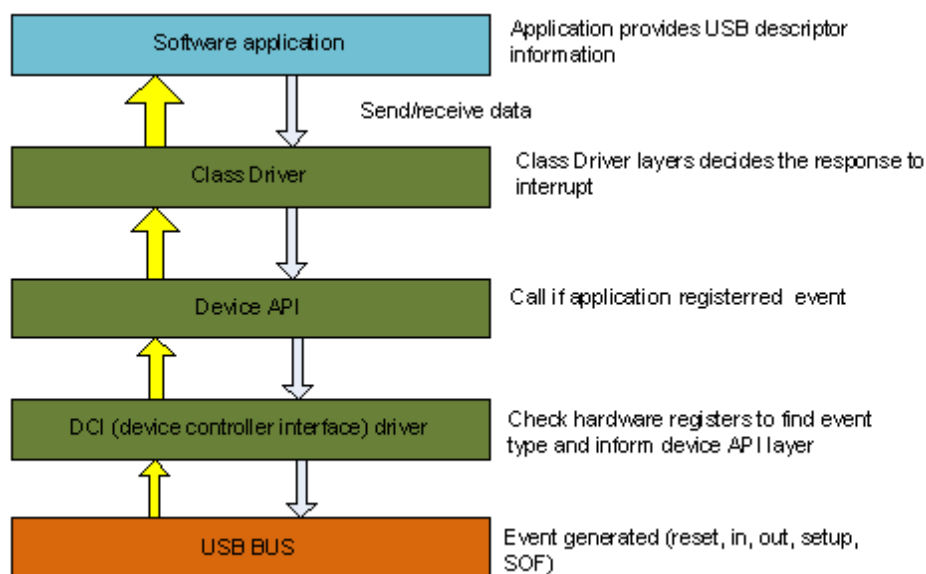 Software application
Application provides USB descriptor
information
Send/receive data
Class Driver
Class Driver layers decides the response to
interrupt
Device API
Call if application registerred event
DCI (device controller interface) driver
Check hardware registers to find event
type and inform device API layer
USB BUS
Event generated (reset, in, out, setup,
SOF)